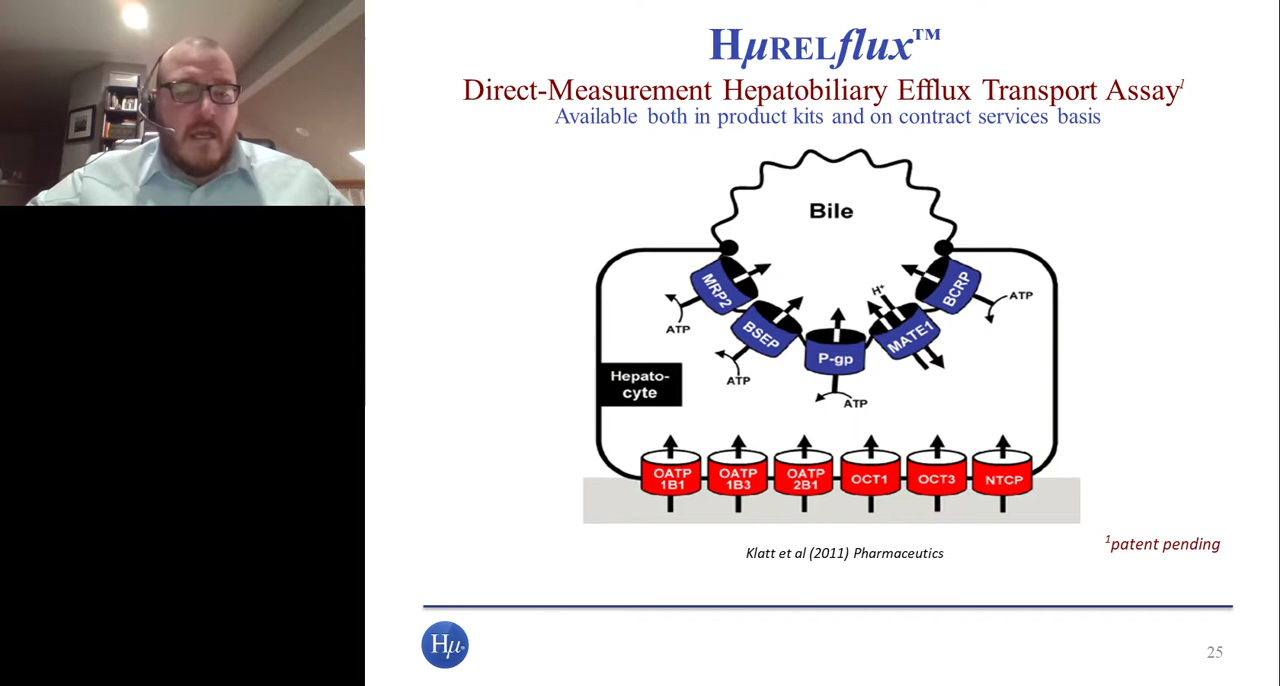 HμRELflux™
Direct-Measurement Hepatobiliary Efflux Transport Assay¹
Available both in product kits and on contract services basis
Bile
MRP2
BSEP
P-gp
MATE1
BCRP
H⁺
ATP
ATP
ATP
ATP
Hepato-
cyte
OATP
1B1
OATP
1B3
OATP
2B1
OCT1
OCT3
NTCP
Klatt et al (2011) Pharmaceutics
¹patent pending
Hμ
25